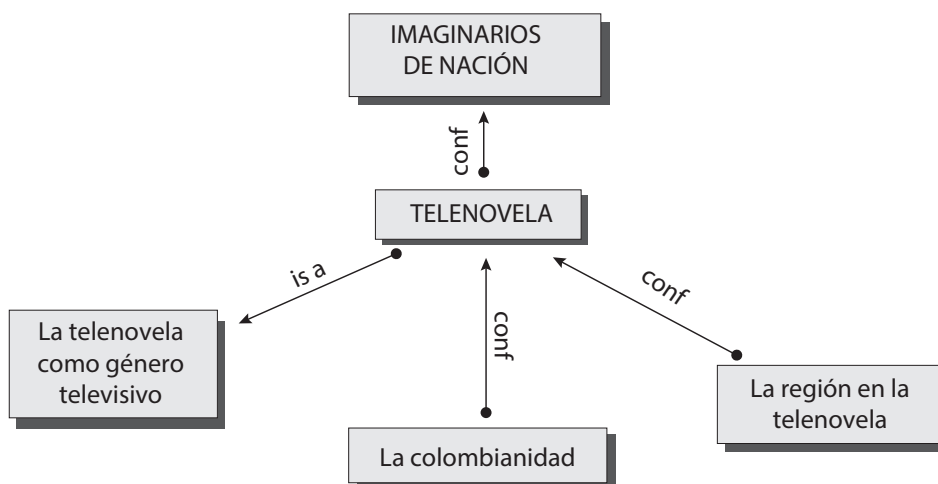 IMAGINARIOS
DE NACIÓN
conf
TELENOVELA
is a
conf
conf
La telenovela
como género
televisivo
La colombianidad
La región en la
telenovela